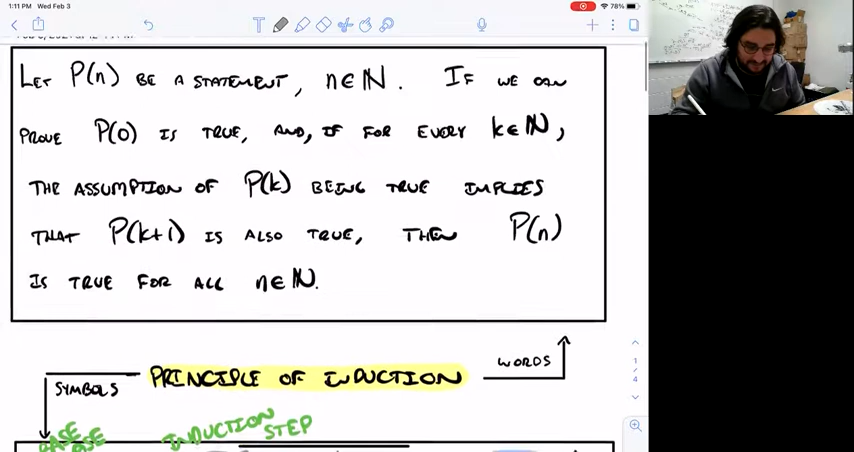 1:11 PM Wed Feb 3
78%
LET P(n) BE A STATEMENT, n∈ℕ. IF WE CAN
PROVE P(0) IS TRUE, AND, IF FOR EVERY k∈ℕ,
THE ASSUMPTION OF P(k) BEING TRUE IMPLIES
THAT P(k+1) IS ALSO TRUE, THEN P(n)
IS TRUE FOR ALL n∈ℕ.
WORDS
PRINCIPLE OF INDUCTION
SYMBOLS
1
4
BASE
CASE
INDUCTION
STEP